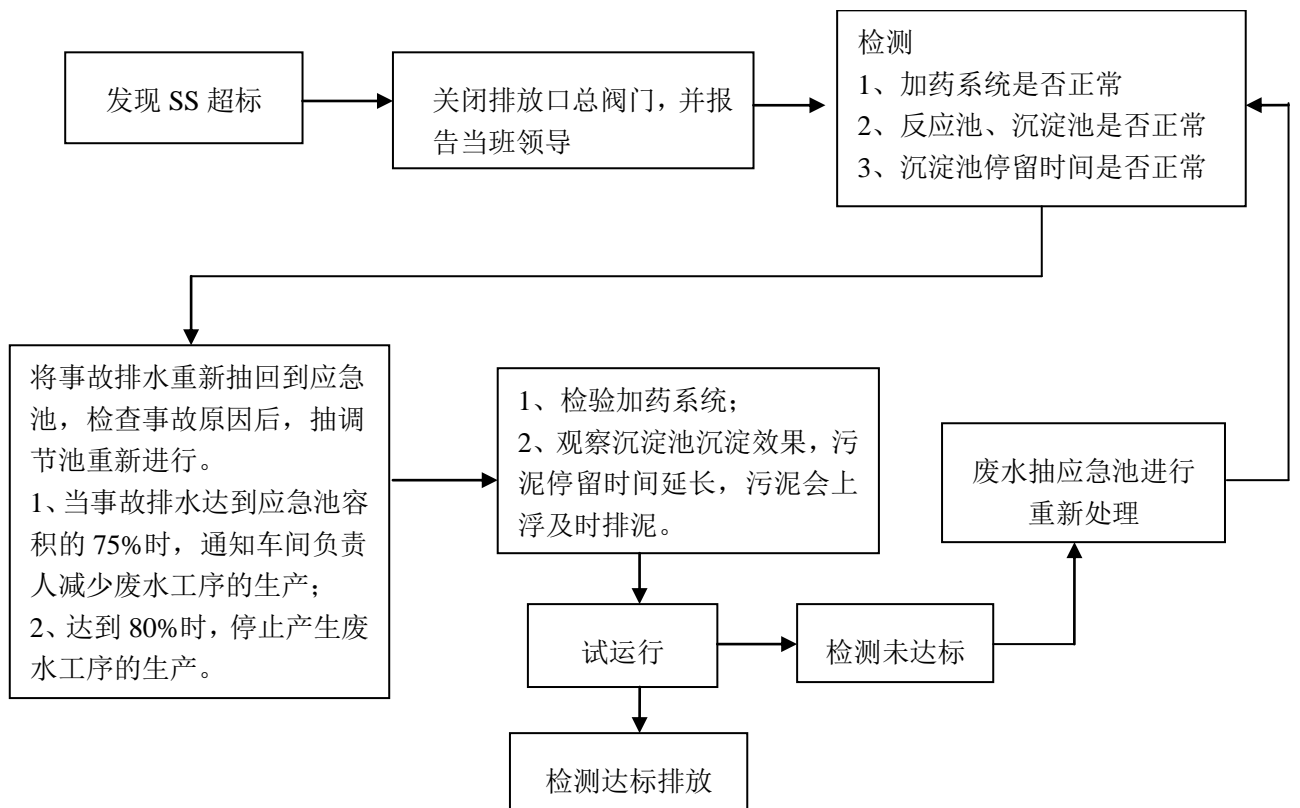 发现 SS 超标
关闭排放口总阀门，并报
告当班领导
检测
1、加药系统是否正常
2、反应池、沉淀池是否正常
3、沉淀池停留时间是否正常
将事故排水重新抽回到应急
池，检查事故原因后，抽调
节池重新进行。
1、当事故排水达到应急池容
积的 75%时，通知车间负责
人减少废水工序的生产；
2、达到 80%时，停止产生废
水工序的生产。
1、检验加药系统；
2、观察沉淀池沉淀效果，污
泥停留时间延长，污泥会上
浮及时排泥。
废水抽应急池进行
重新处理
试运行
检测未达标
检测达标排放